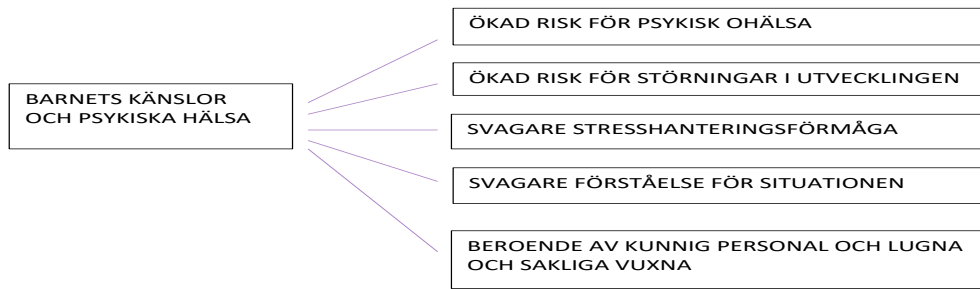 BARNETS KÄNSLOR
OCH PSYKISKA HÄLSA
ÖKAD RISK FÖR PSYKISK OHÄLSA
ÖKAD RISK FÖR STÖRNINGAR I UTVECKLINGEN
SVAGARE STRESSHANTERINGSFÖRMÅGA
SVAGARE FÖRSTÅELSE FÖR SITUATIONEN
BEROENDE AV KUNNIG PERSONAL OCH LUGNA
OCH SAKLIGA VUXNA